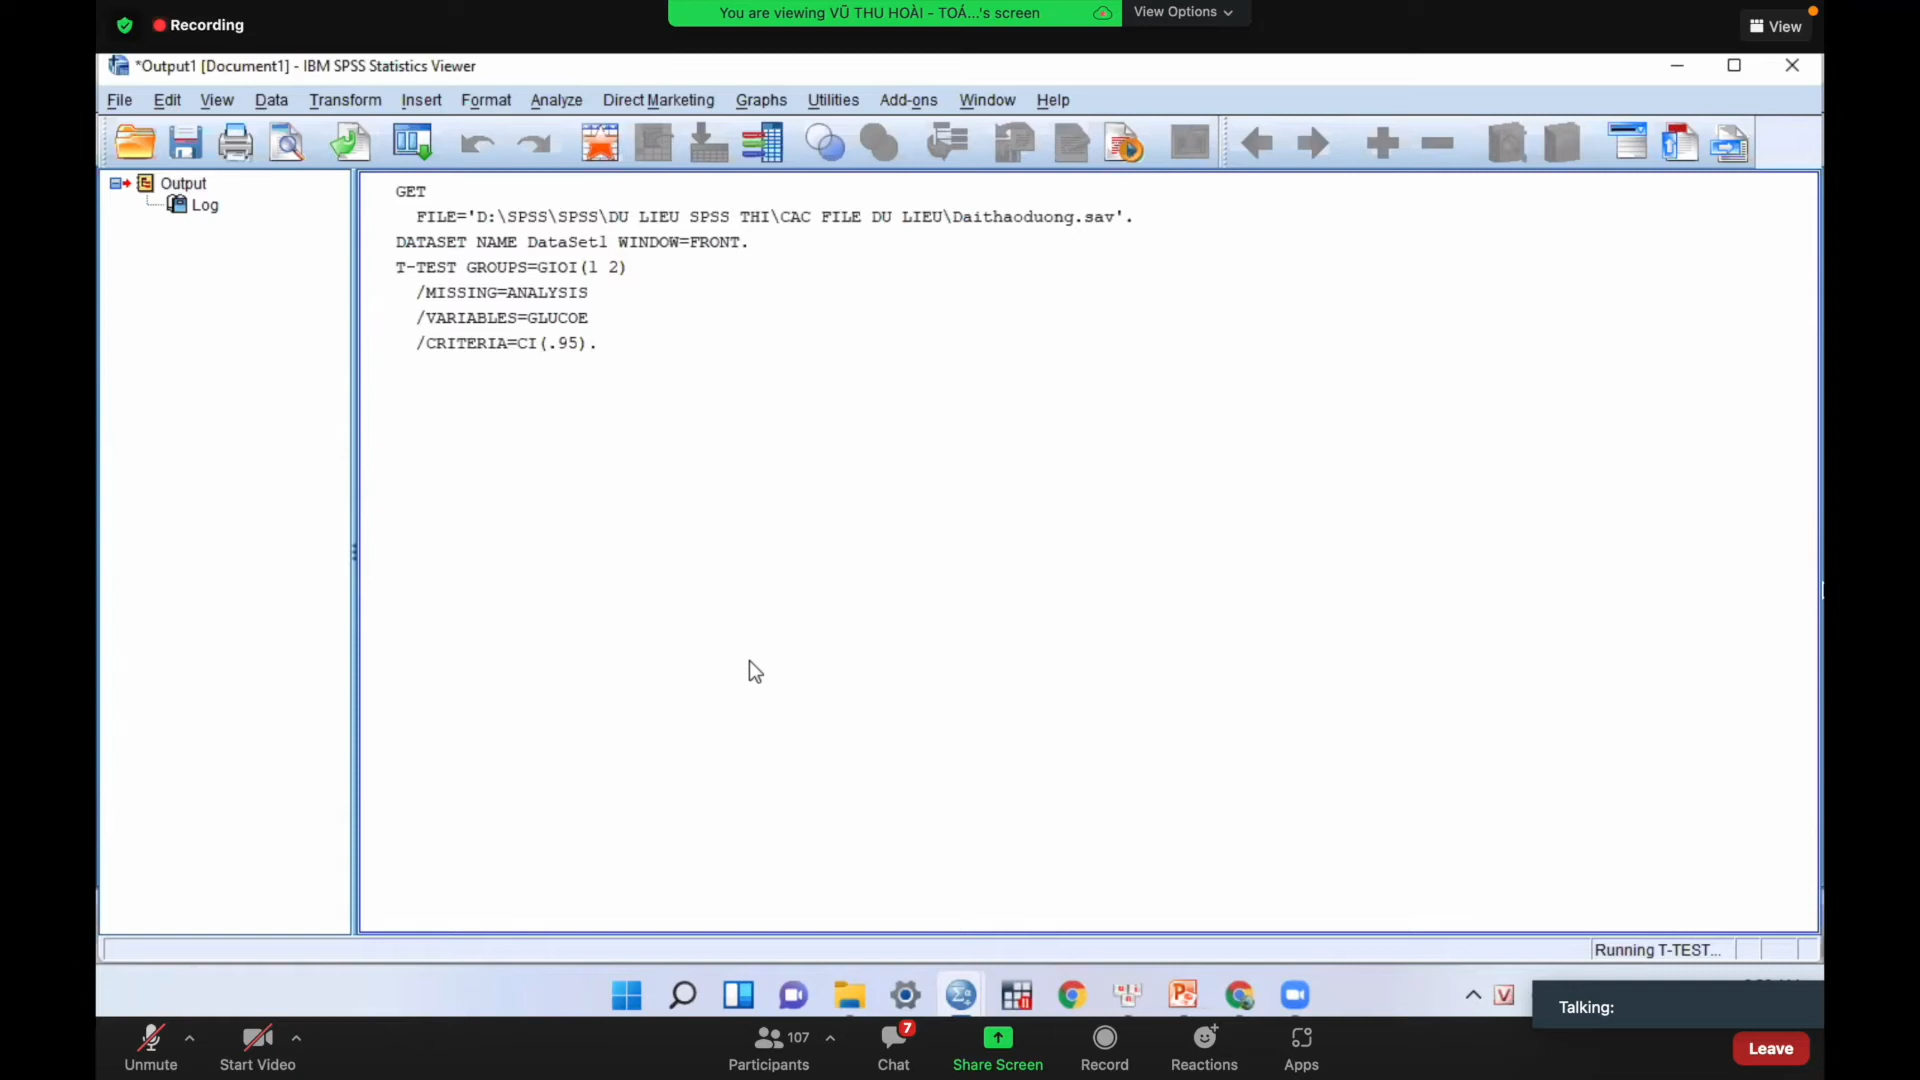 Recording
You are viewing VŨ THU HOÀI - TOÁ...'s screen
View Options
View
*Output1 [Document1] - IBM SPSS Statistics Viewer
File Edit View Data Transform Insert Format Analyze Direct Marketing Graphs Utilities Add-ons Window Help
Output
Log
GET
FILE='D:\SPSS\SPSS\DU LIEU SPSS THI\CAC FILE DU LIEU\Daithaoduong.sav'.
DATASET NAME DataSet1 WINDOW=FRONT.
T-TEST GROUPS=GIOI(1 2)
/MISSING=ANALYSIS
/VARIABLES=GLUCOE
/CRITERIA=CI(.95).
Running T-TEST...
Talking:
107
7
Unmute
Start Video
Participants
Chat
Share Screen
Record
Reactions
Apps
Leave